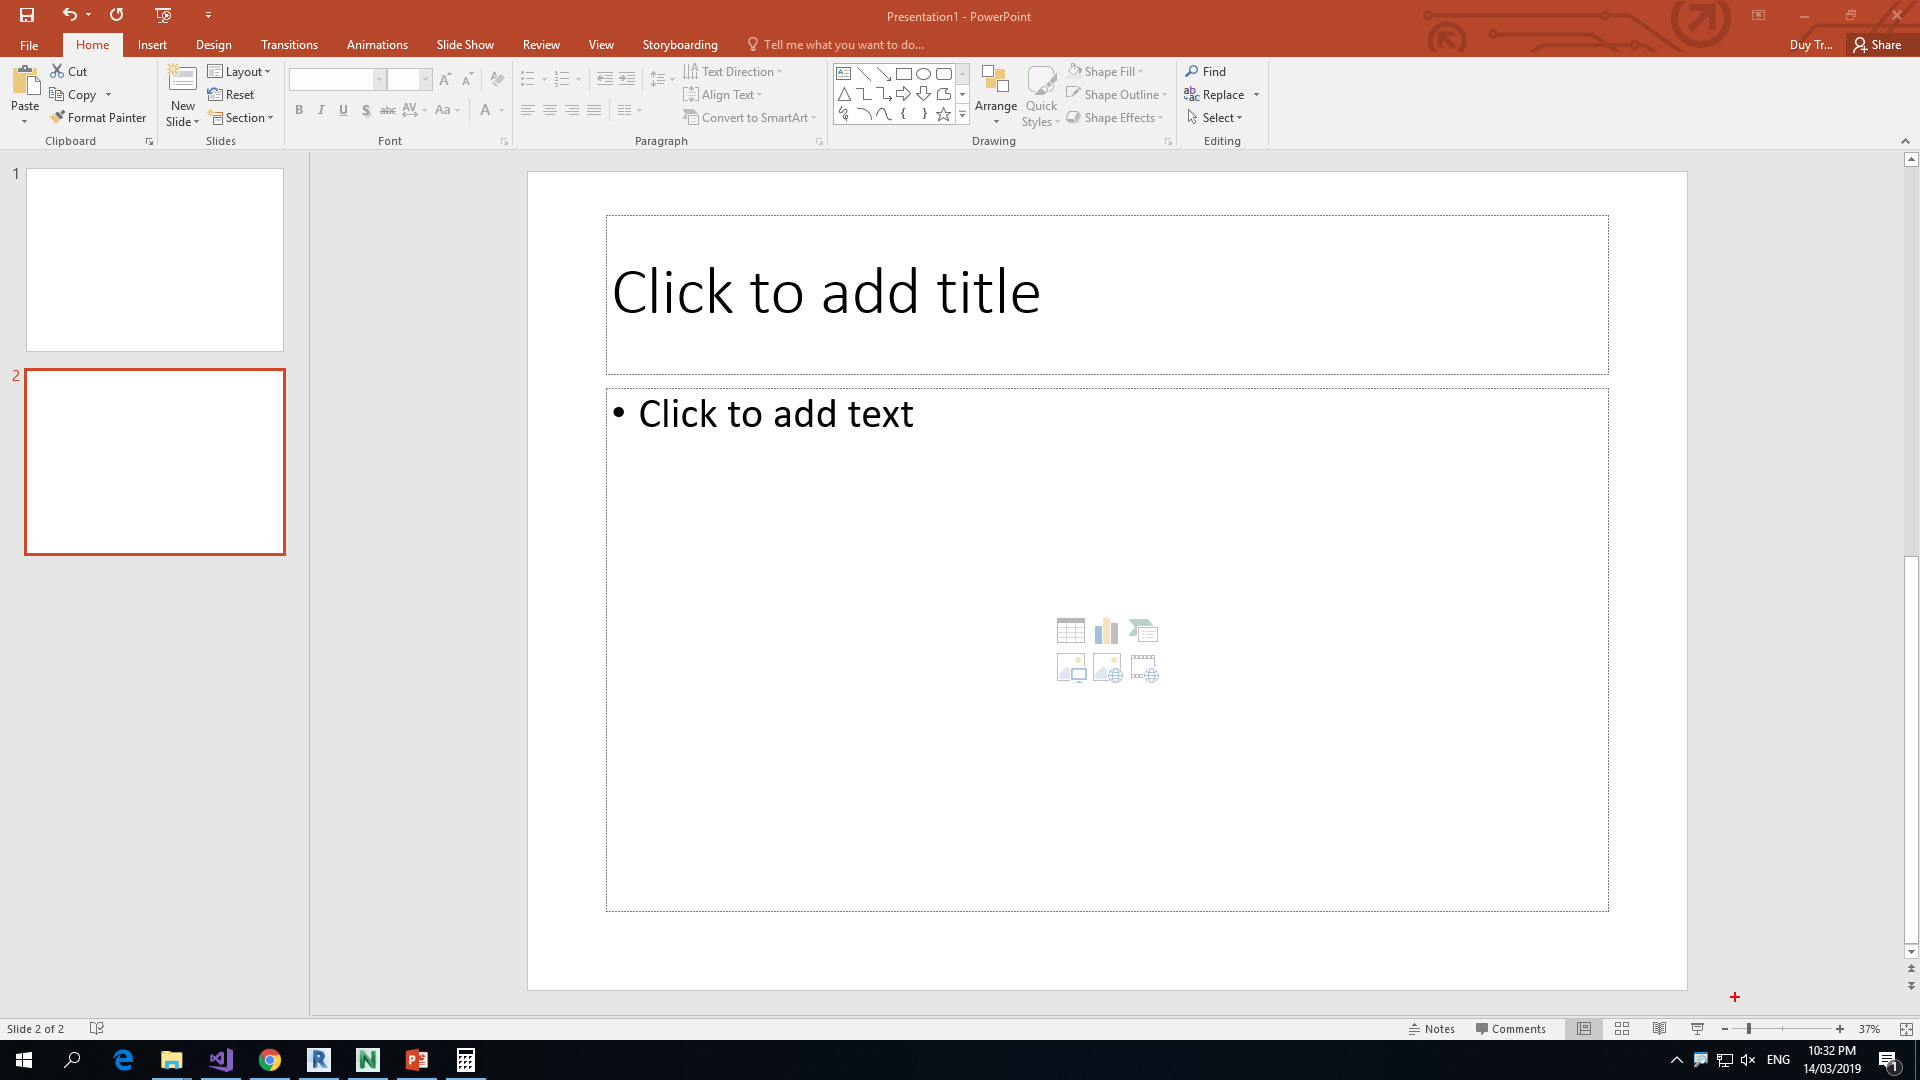 Presentation1 - PowerPoint
File Home Insert Design Transitions Animations Slide Show Review View Storyboarding Tell me what you want to do... Duy Tr... Share
Paste
Cut
Copy
Format Painter
Clipboard
New Slide
Layout
Reset
Section
Slides
B I U S abc AV Aa A
Font
Text Direction
Align Text
Convert to SmartArt
Paragraph
Arrange
Quick Styles
Shape Fill
Shape Outline
Shape Effects
Drawing
Find
Replace
Select
Editing
1
2
Click to add title
• Click to add text
Slide 2 of 2
Notes Comments 37%
ENG
10:32 PM
14/03/2019
1